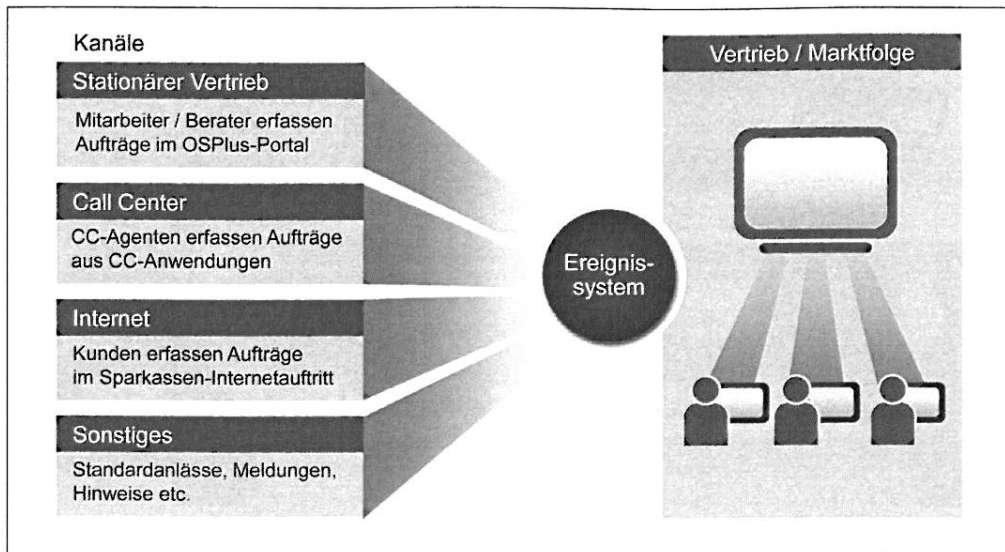 Kanäle
Stationärer Vertrieb
Mitarbeiter / Berater erfassen
Aufträge im OSPlus-Portal
Call Center
CC-Agenten erfassen Aufträge
aus CC-Anwendungen
Internet
Kunden erfassen Aufträge
im Sparkassen-Internetauftritt
Sonstiges
Standardanlässe, Meldungen,
Hinweise etc.
Ereignis-
system
Vertrieb / Marktfolge